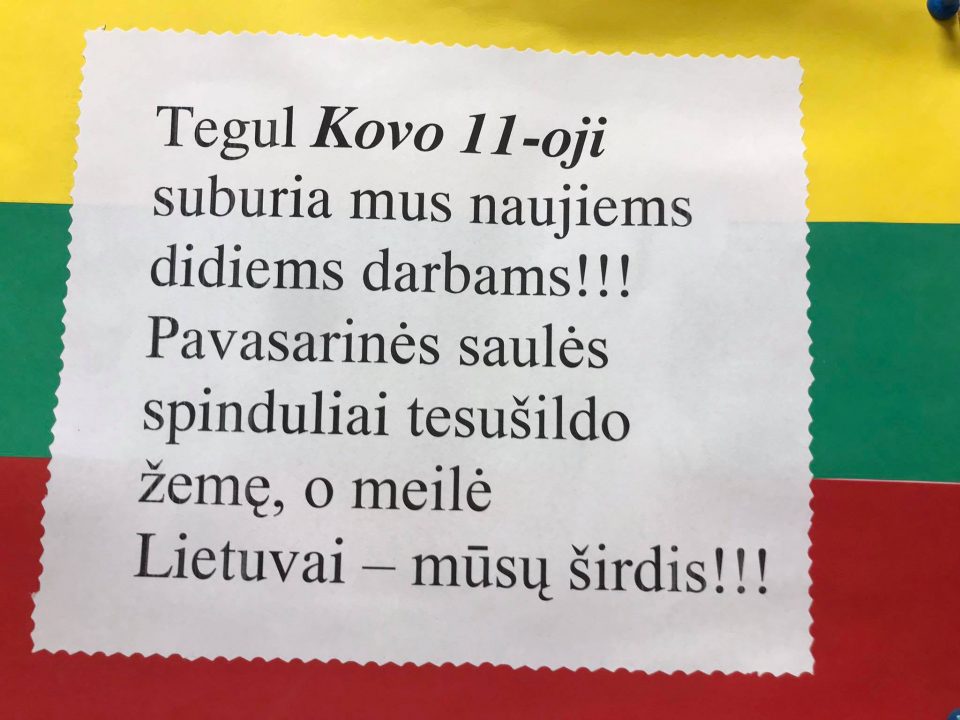 Tegul Kovo 11-oji
suburia mus naujiems
didiems darbams!!!
Pavasarinės saulės
spinduliai tesušildo
žemę, o meilė
Lietuvai – mūsų širdis!!!